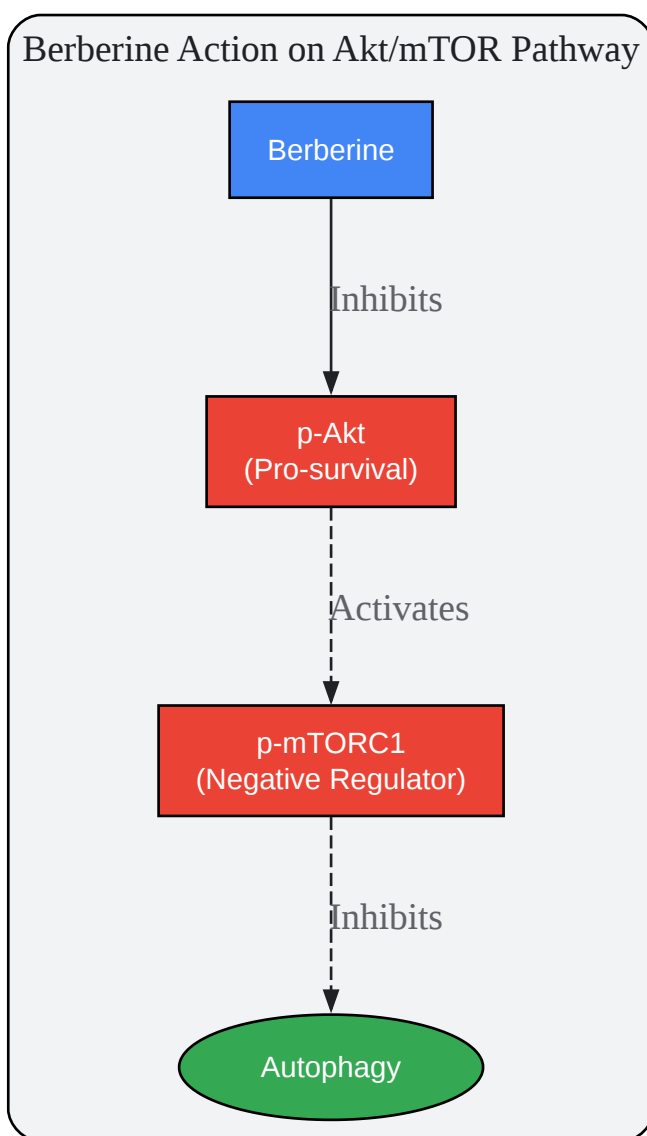 Berberine Action on Akt/mTOR Pathway
Berberine
Inhibits
p-Akt
(Pro-survival)
Activates
p-mTORC1
(Negative Regulator)
Inhibits
Autophagy